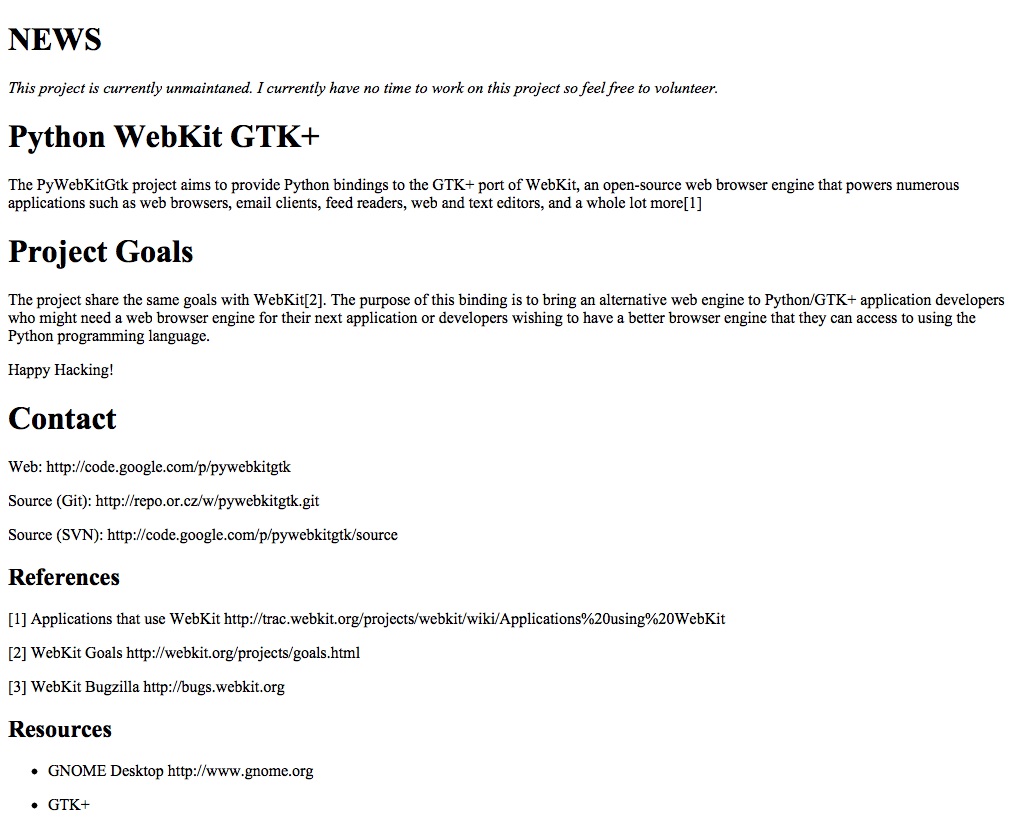 NEWS
This project is currently unmaintaned. I currently have no time to work on this project so feel free to volunteer.
Python WebKit GTK+
The PyWebKitGtk project aims to provide Python bindings to the GTK+ port of WebKit, an open-source web browser engine that powers numerous
applications such as web browsers, email clients, feed readers, web and text editors, and a whole lot more[1]
Project Goals
The project share the same goals with WebKit[2]. The purpose of this binding is to bring an alternative web engine to Python/GTK+ application developers
who might need a web browser engine for their next application or developers wishing to have a better browser engine that they can access to using the
Python programming language.
Happy Hacking!
Contact
Web: http://code.google.com/p/pywebkitgtk
Source (Git): http://repo.or.cz/w/pywebkitgtk.git
Source (SVN): http://code.google.com/p/pywebkitgtk/source
References
[1] Applications that use WebKit http://trac.webkit.org/projects/webkit/wiki/Applications%20using%20WebKit
[2] WebKit Goals http://webkit.org/projects/goals.html
[3] WebKit Bugzilla http://bugs.webkit.org
Resources
• GNOME Desktop http://www.gnome.org
• GTK+